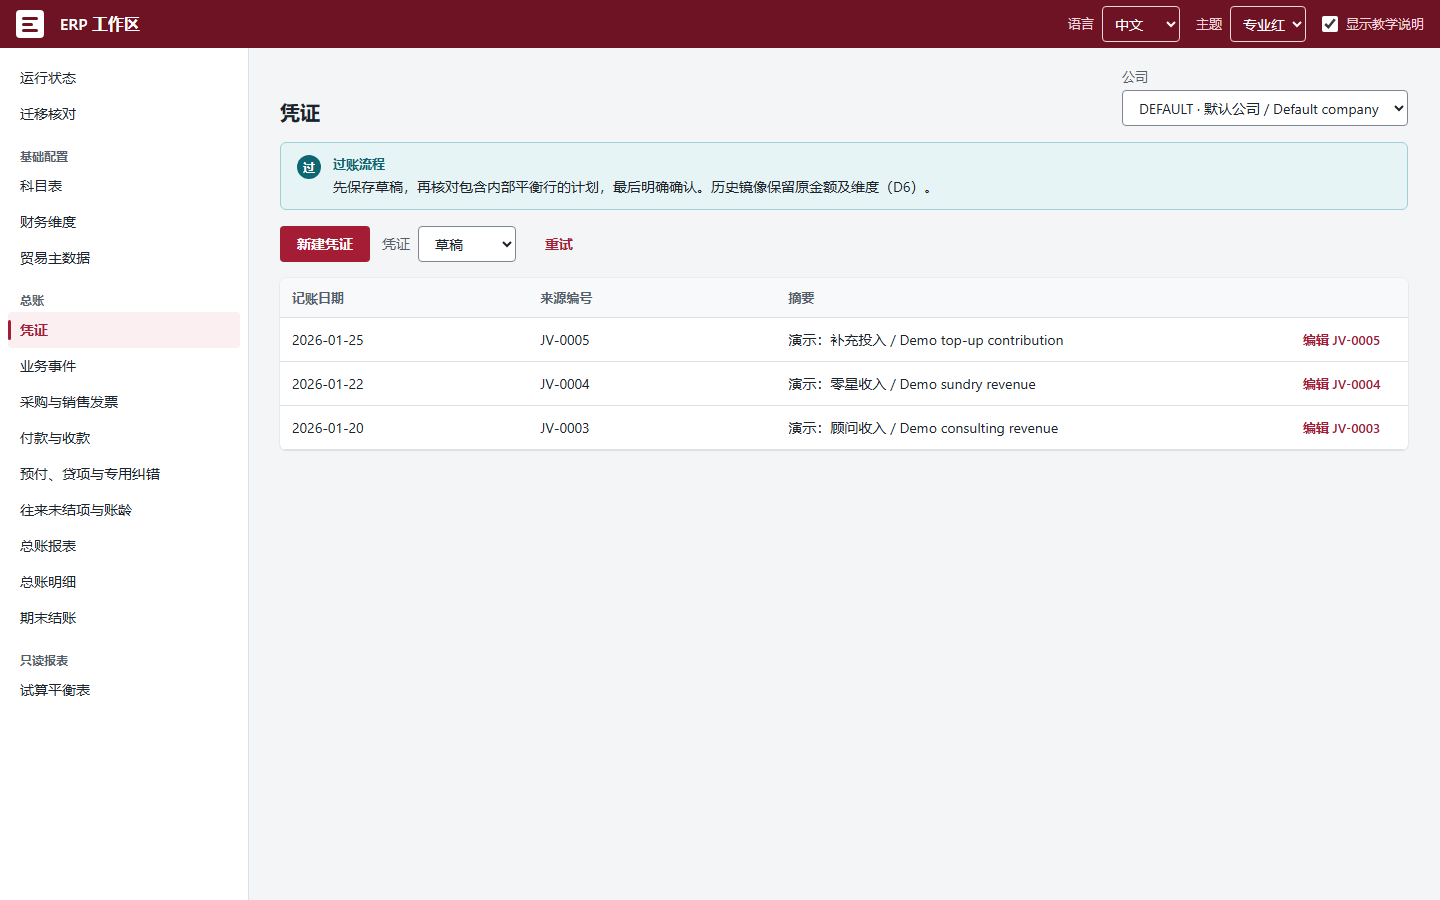 ERP 工作区
语言 中文 主题 专业红 显示教学说明
运行状态
迁移核对
基础配置
科目表
财务维度
贸易主数据
总账
凭证
业务事件
采购与销售发票
付款与收款
预付、贷项与专用纠错
往来未结项与账龄
总账报表
总账明细
期末结账
只读报表
试算平衡表
公司
凭证
DEFAULT · 默认公司 / Default company
过 过账流程
先保存草稿，再核对包含内部平衡行的计划，最后明确确认。历史镜像保留原金额及维度（D6）。
新建凭证 凭证 草稿 重试
记账日期 来源编号 摘要
2026-01-25 JV-0005 演示：补充投入 / Demo top-up contribution 编辑 JV-0005
2026-01-22 JV-0004 演示：零星收入 / Demo sundry revenue 编辑 JV-0004
2026-01-20 JV-0003 演示：顾问收入 / Demo consulting revenue 编辑 JV-0003